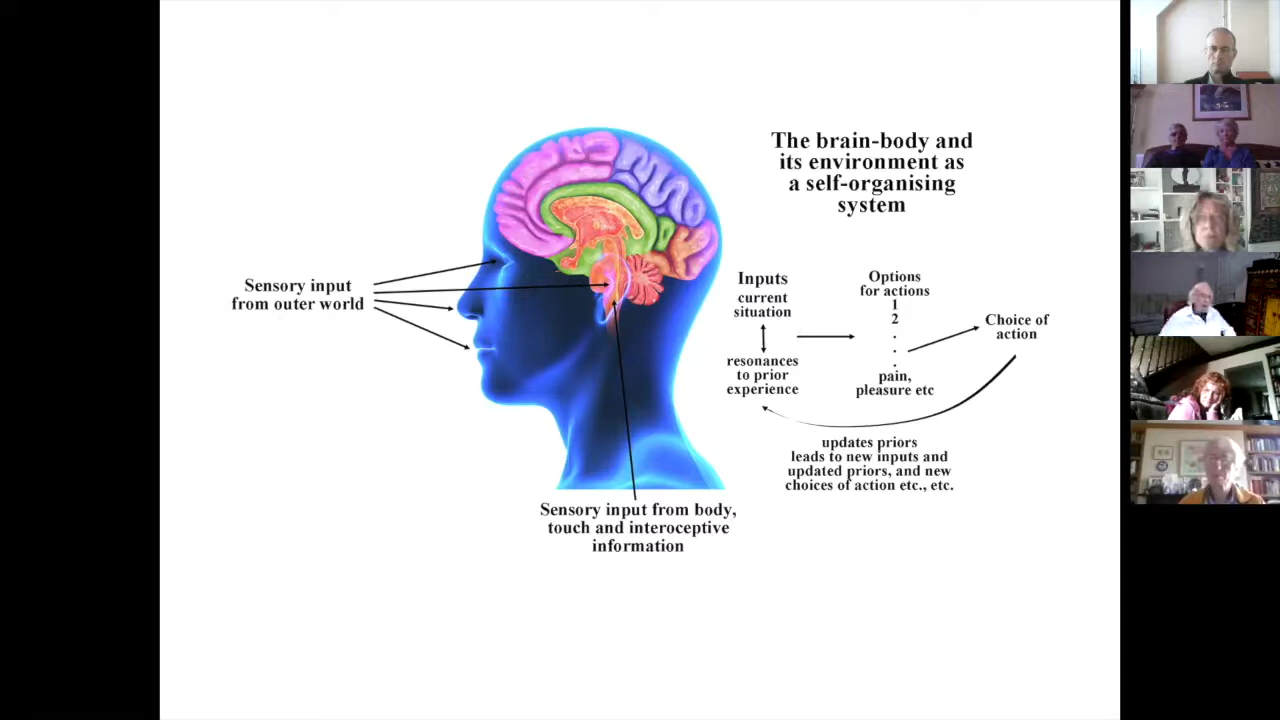 The brain-body and
its environment as
a self-organising
system
Sensory input
from outer world
Inputs
current
situation
resonances
to prior
experience
Options
for actions
1
2
.
.
.
pain,
pleasure etc
Choice of
action
updates priors
leads to new inputs and
updated priors, and new
choices of action etc., etc.
Sensory input from body,
touch and interoceptive
information